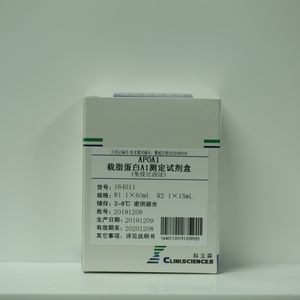 APOA1
载脂蛋白A1测定试剂盒
(免疫比浊法)
货号: 164011
规格: R1 1×60mL R2 1×15mL
储存: 2-8℃ 密闭避光
批号: 20191209
生产日期: 20191209
有效期至: 20201208
其它事项: 详见说明书
科立森
CLINISCIENCES